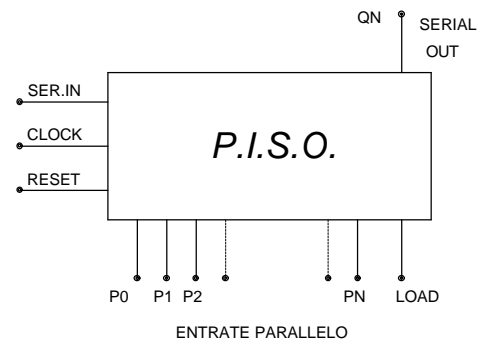 QN SERIAL
OUT
SER.IN
CLOCK
P.I.S.O.
RESET
P0 P1 P2 PN LOAD
ENTRATE PARALLELO